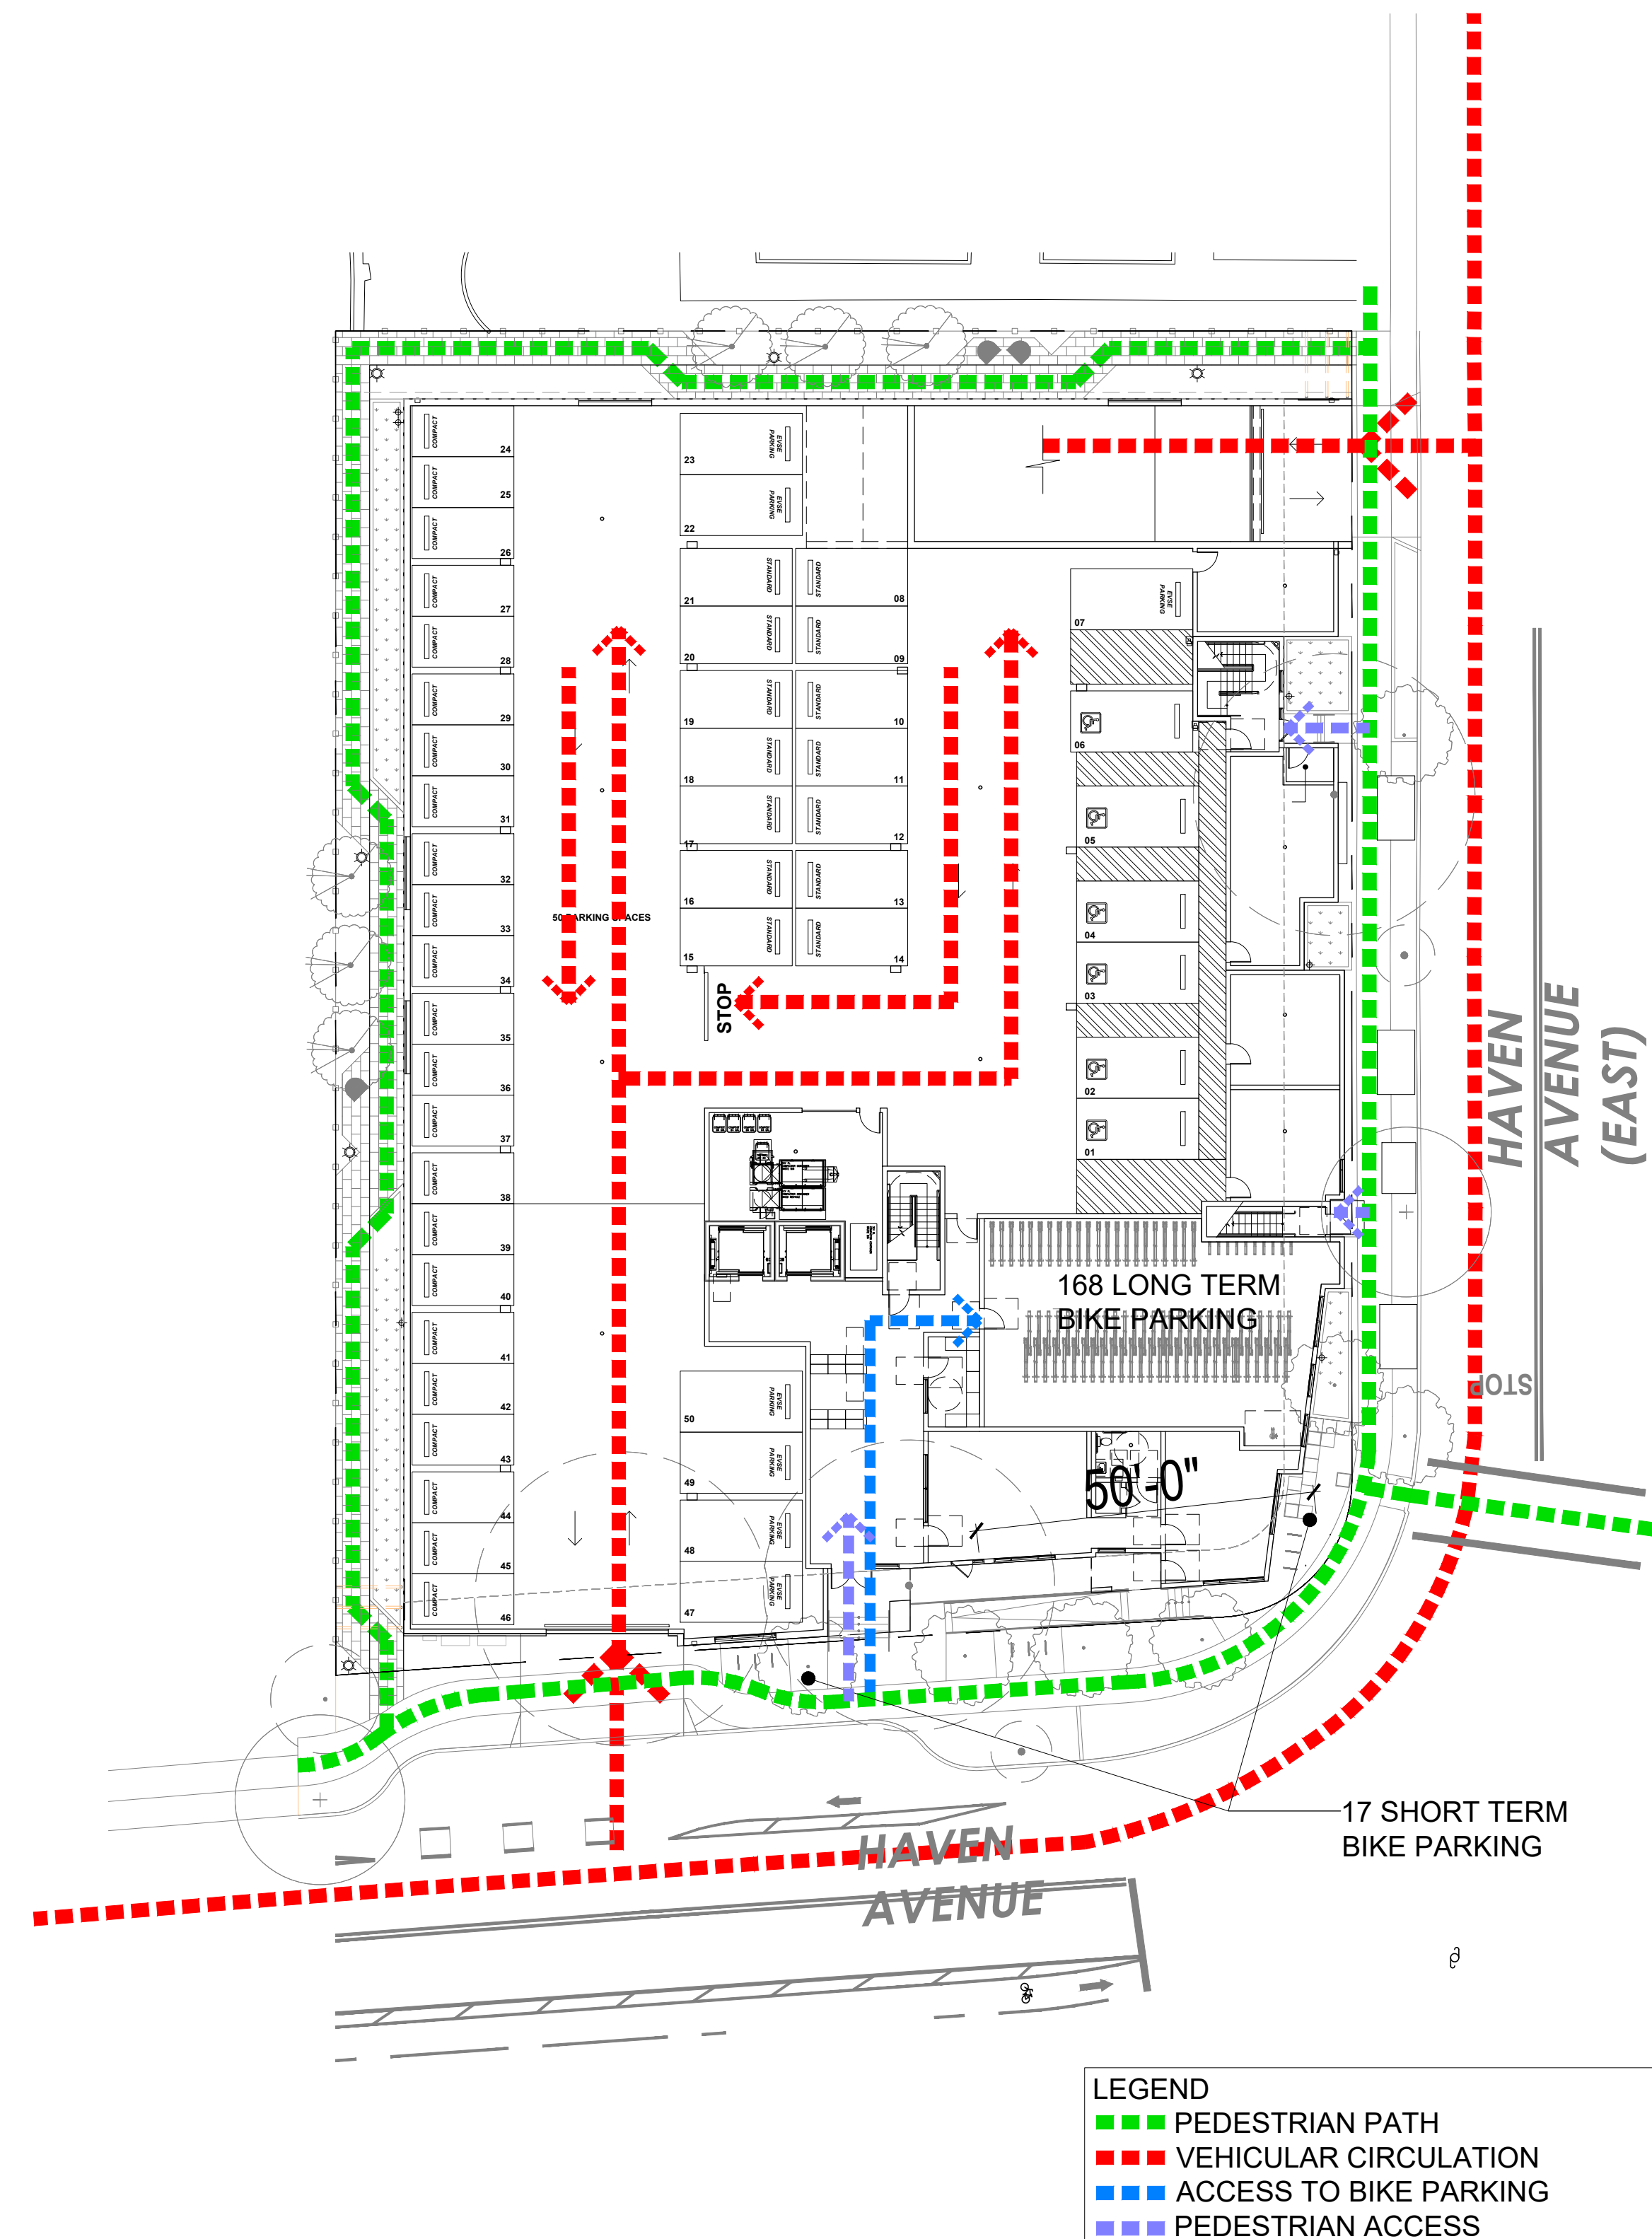 COMPACT
24
COMPACT
25
COMPACT
26
COMPACT
27
COMPACT
28
COMPACT
29
COMPACT
30
COMPACT
31
COMPACT
32
COMPACT
33
COMPACT
34
COMPACT
35
COMPACT
36
COMPACT
37
COMPACT
38
COMPACT
39
COMPACT
40
COMPACT
41
COMPACT
42
COMPACT
43
COMPACT
44
COMPACT
45
COMPACT
46
50 PARKING SPACES
EVSE
PARKING
23
EVSE
PARKING
22
STANDARD
21
STANDARD
20
STANDARD
19
STANDARD
18
STANDARD
17
STANDARD
16
STANDARD
15
STANDARD
08
STANDARD
09
STANDARD
10
STANDARD
11
STANDARD
12
STANDARD
13
STANDARD
14
STOP
EVSE
PARKING
07
06
05
04
03
02
01
EVSE
PARKING
50
EVSE
PARKING
49
EVSE
PARKING
48
EVSE
PARKING
47
168 LONG TERM
BIKE PARKING
50'-0"
HAVEN
AVENUE
(EAST)
STOP
17 SHORT TERM
BIKE PARKING
HAVEN
AVENUE
LEGEND
PEDESTRIAN PATH
VEHICULAR CIRCULATION
ACCESS TO BIKE PARKING
PEDESTRIAN ACCESS